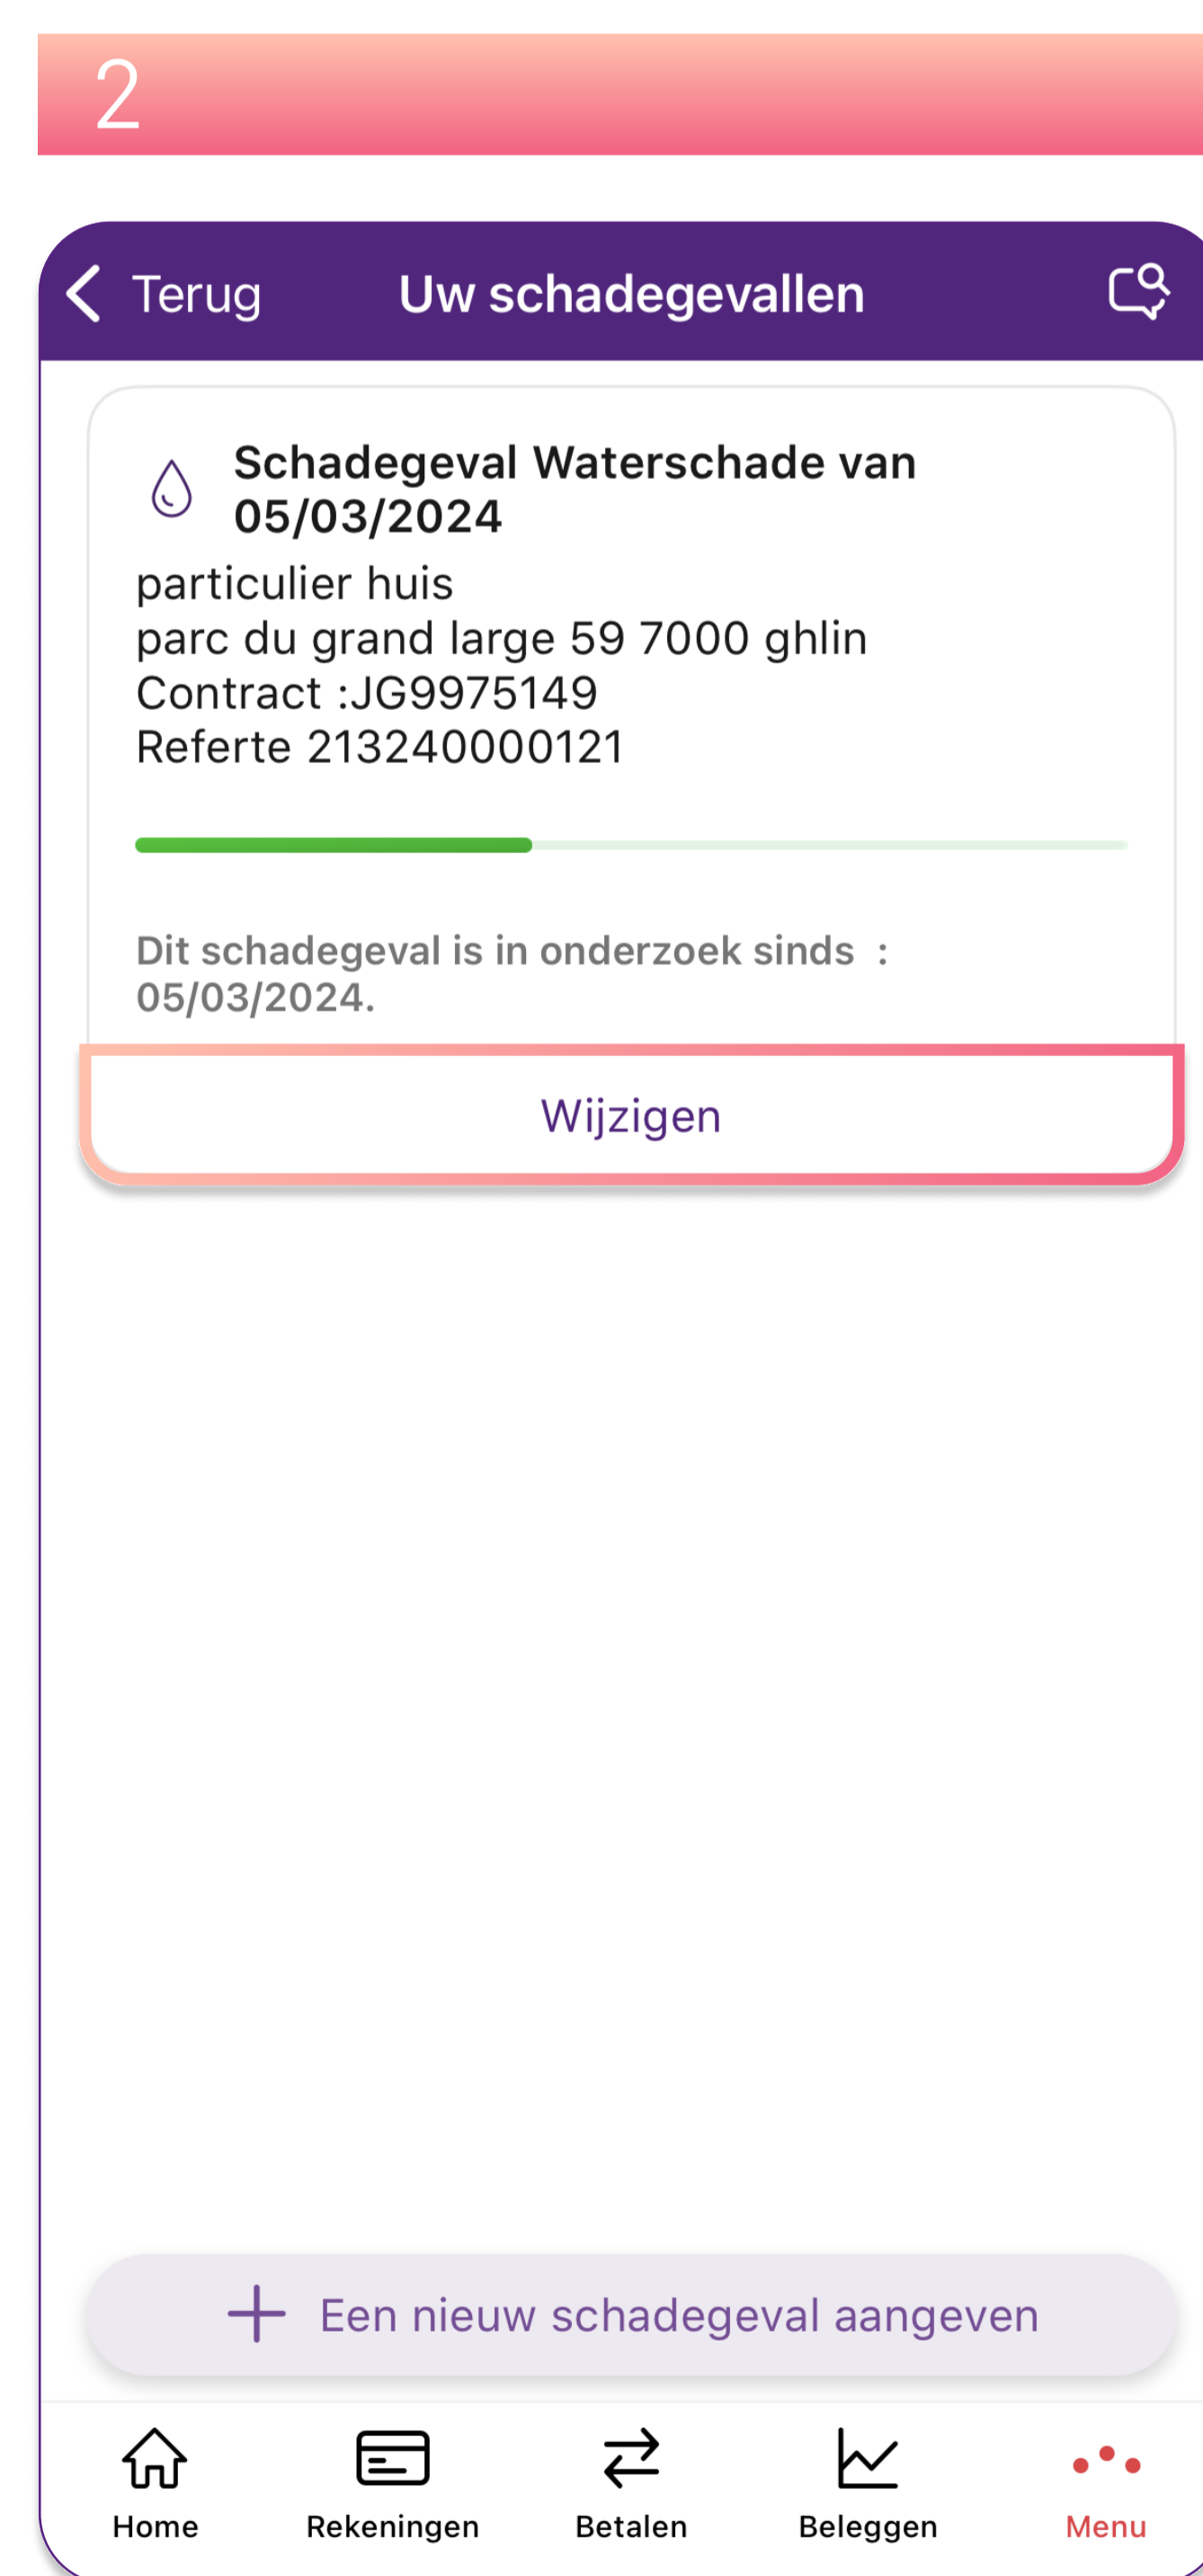 2
Terug
Uw schadegevallen
Schadegeval Waterschade van
05/03/2024
particulier huis
parc du grand large 59 7000 ghlin
Contract :JG9975149
Referte 213240000121
Dit schadegeval is in onderzoek sinds :
05/03/2024.
Wijzigen
Een nieuw schadegeval aangeven
Home
Rekeningen
Betalen
Beleggen
Menu